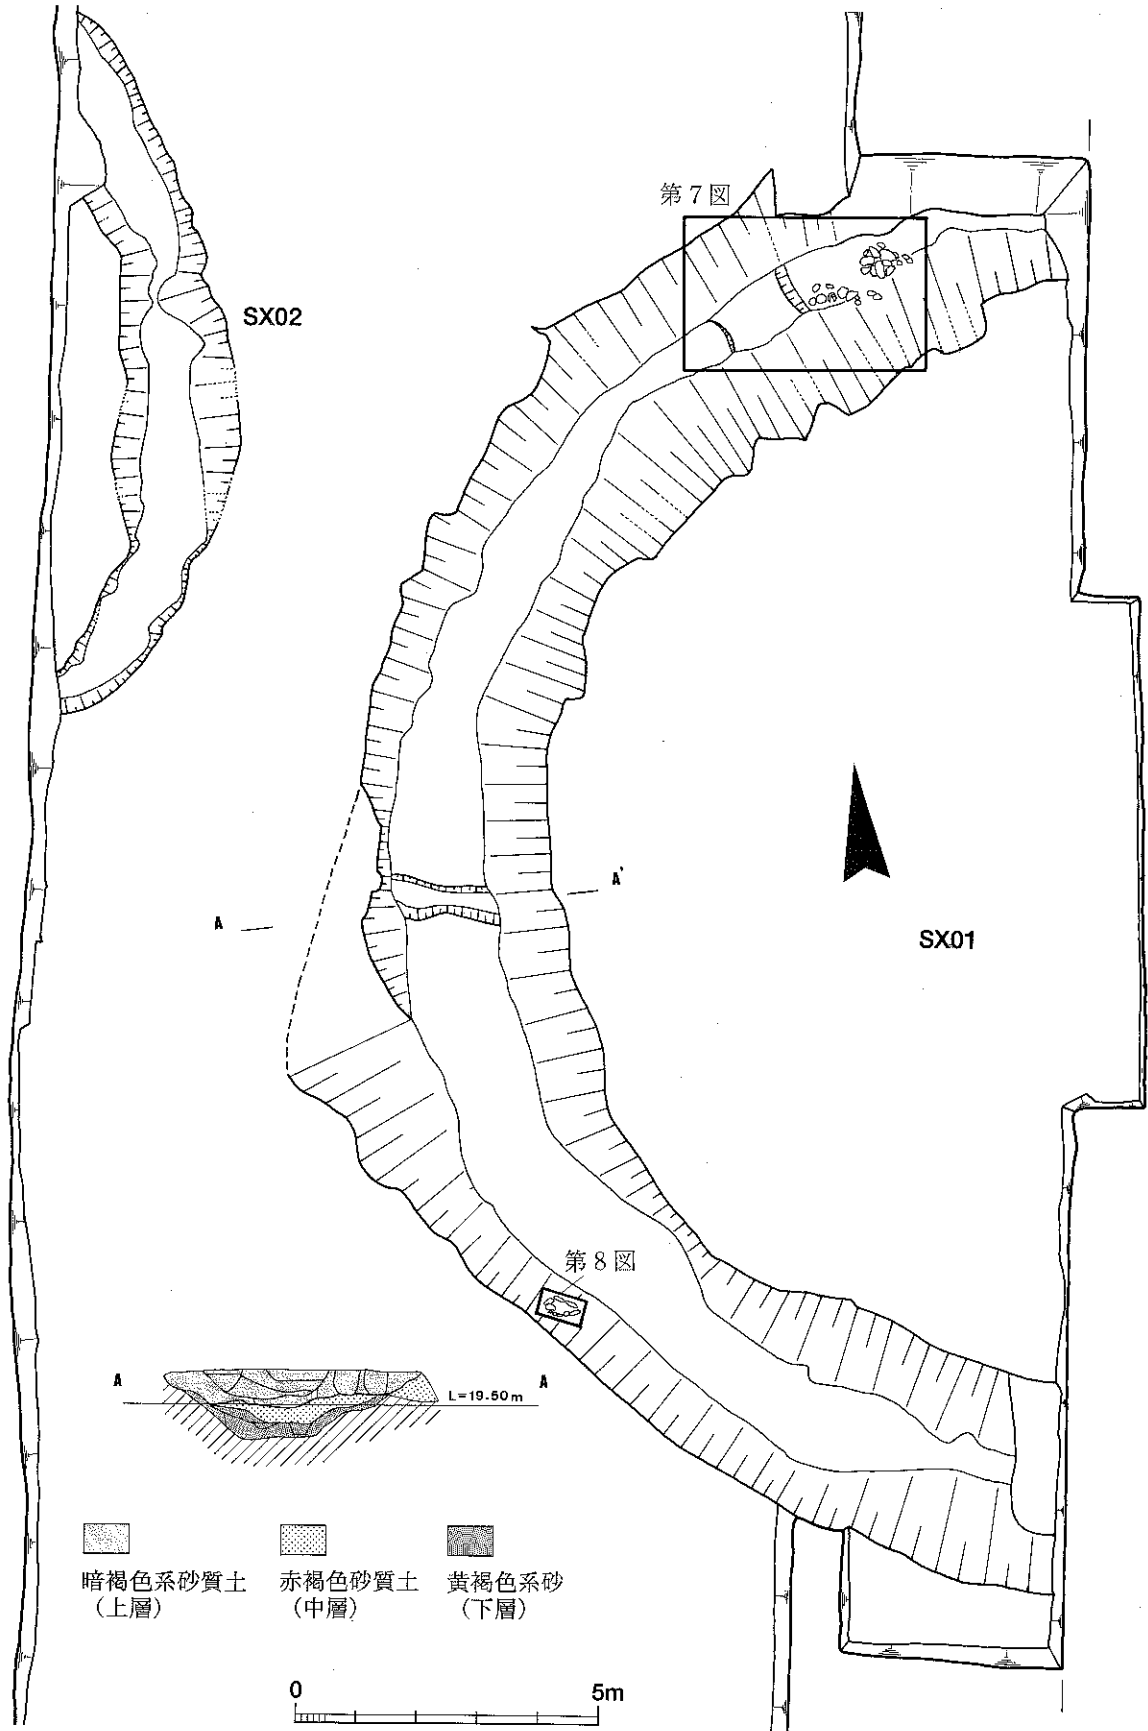 第7図
SX02
A
A'
SX01
第8図
A
A
L=19.50m
暗褐色系砂質土
(上層)
赤褐色砂質土
(中層)
黄褐色系砂
(下層)
0
5m